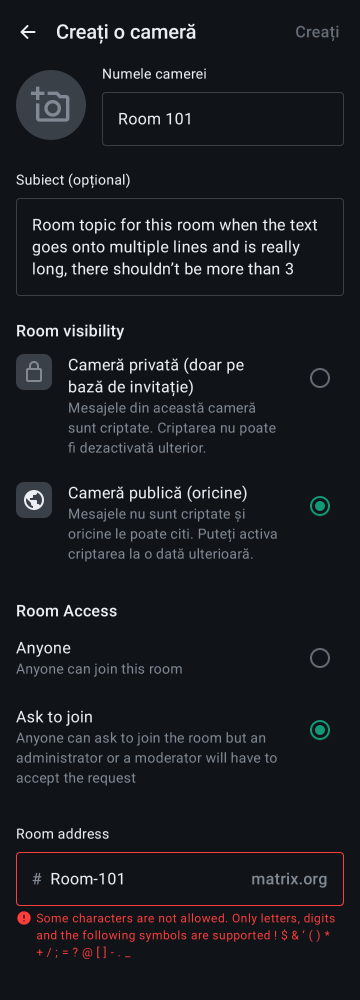 Creați o cameră
Creați
Numele camerei
Room 101
Subiect (opțional)
Room topic for this room when the text
goes onto multiple lines and is really
long, there shouldn’t be more than 3
Room visibility
Cameră privată (doar pe
bază de invitație)
Mesajele din această cameră
sunt criptate. Criptarea nu poate
fi dezactivată ulterior.
Cameră publică (oricine)
Mesajele nu sunt criptate și
oricine le poate citi. Puteți activa
criptarea la o dată ulterioară.
Room Access
Anyone
Anyone can join this room
Ask to join
Anyone can ask to join the room but an
administrator or a moderator will have to
accept the request
Room address
# Room-101 matrix.org
Some characters are not allowed. Only letters, digits
and the following symbols are supported ! $ & ‘ ( ) *
+ / ; = ? @ [ ] - . _